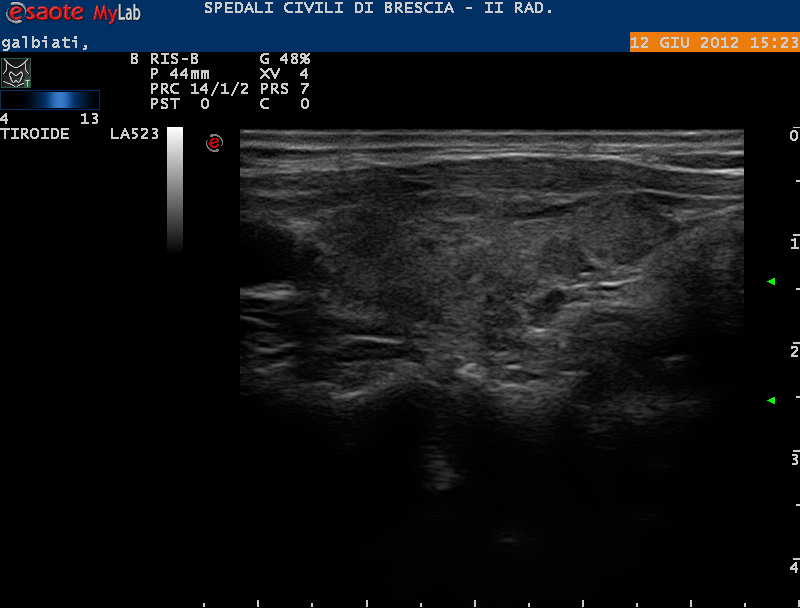 esaote MyLab
SPEDALI CIVILI DI BRESCIA - II RAD.
galbiati,
12 GIU 2012 15:23
B RIS-B G 48%
P 44mm XV 4
PRC 14/1/2 PRS 7
PST 0 C 0
T
4 13
TIROIDE LA523
e
0
1
2
3
4